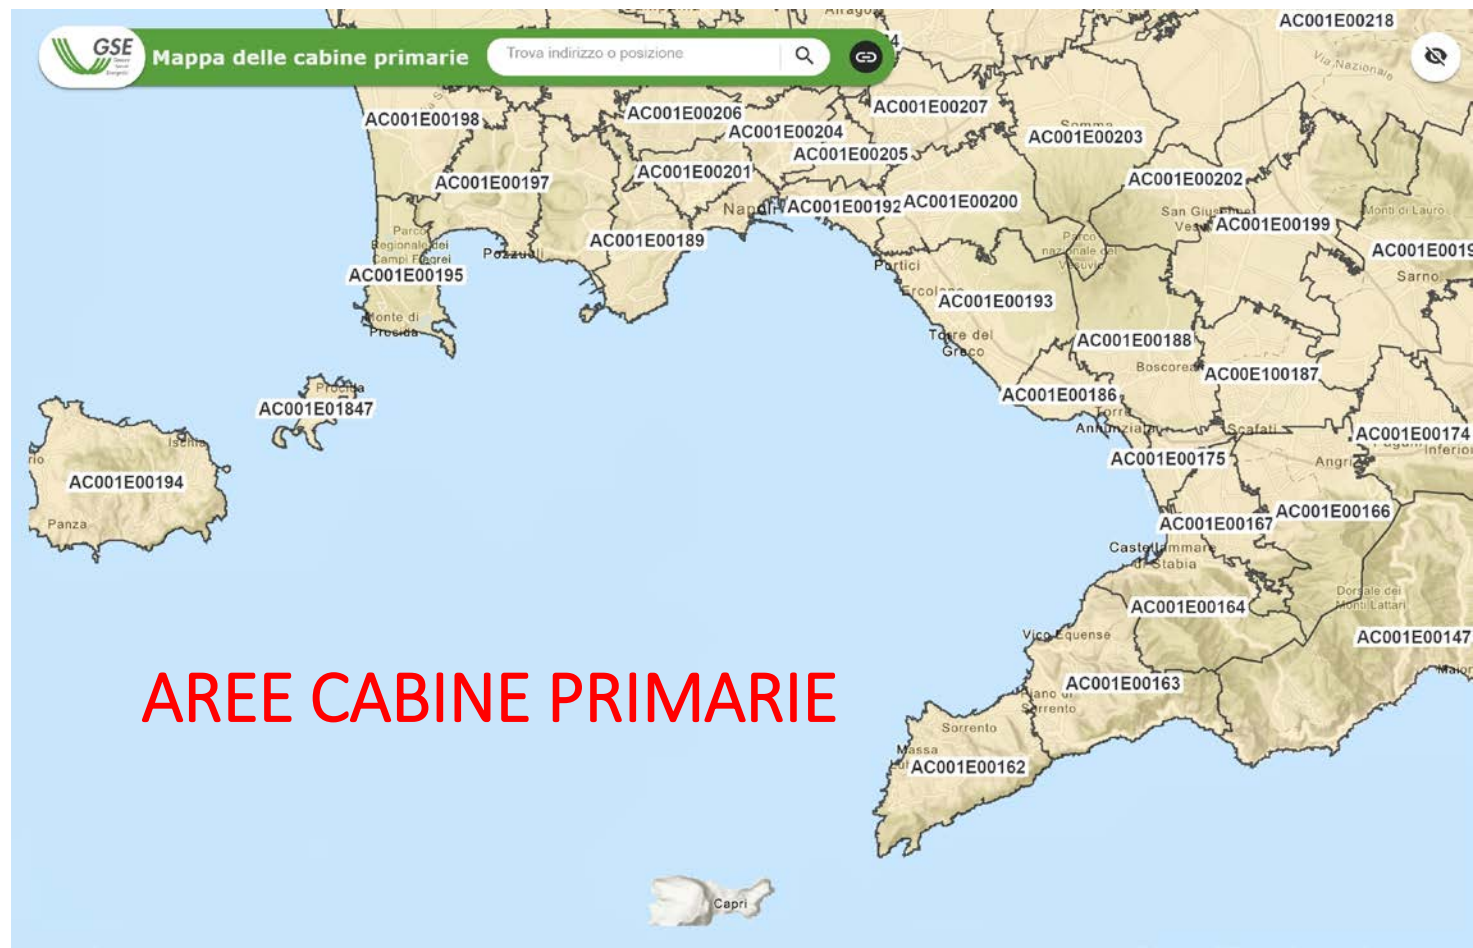 AC001E00218
GSE
Mappa delle cabine primarie
Trova indirizzo o posizione
Via Nazionale
AC001E00198
AC001E00206
AC001E00207
AC001E00204
AC001E00203
AC001E00205
AC001E00201
AC001E00197
AC001E00202
Napoli
AC001E00192
AC001E00200
San Giuseppe
AC001E00199
Monti di Lauro
Parco
Regionale dei
Campi Flegrei
AC001E00189
Pozzuoli
Parco
nazionale del
Vesuvio
AC001E0019
Sarno
AC001E00195
Portici
Ercolano
AC001E00193
Monte di
Procida
Torre del
Greco
AC001E00188
Boscorea
AC00E100187
Procida
AC001E01847
AC001E00186
Torre
Annunziata
Scafati
AC001E00174
Ischia
AC001E00175
Angri
Inferior
AC001E00194
Panza
AC001E00167
AC001E00166
Castellammare
di Stabia
Dorsale dei
Monti Lattari
AC001E00164
Vico Equense
AC001E00147
Maior
AREE CABINE PRIMARIE
AC001E00163
Piano di
Sorrento
Sorrento
Massa
AC001E00162
Capri